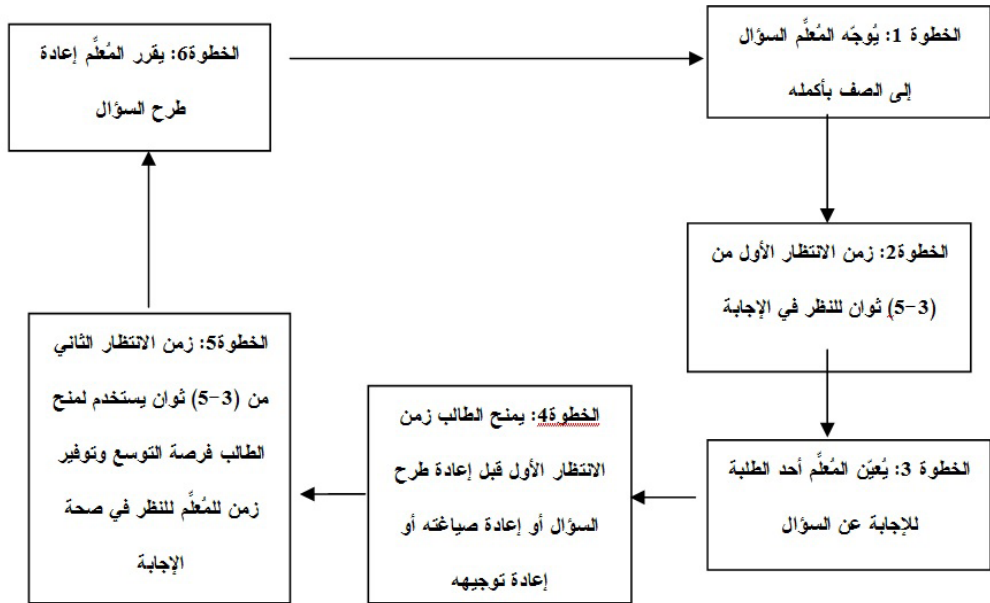 الخطوة 1: يُوجّه المُعلِّم السؤال
إلى الصف بأكمله
الخطوة2: زمن الانتظار الأول من
(3-5) ثوان للنظر في الإجابة
الخطوة 3: يُعيّن المُعلِّم أحد الطلبة
للإجابة عن السؤال
الخطوة4: يمنح الطالب زمن
الانتظار الأول قبل إعادة طرح
السؤال أو إعادة صياغته أو
إعادة توجيهه
الخطوة5: زمن الانتظار الثاني
من (3-5) ثوان يستخدم لمنح
الطالب فرصة التوسع وتوفير
زمن للمُعلِّم للنظر في صحة
الإجابة
الخطوة6: يقرر المُعلِّم إعادة
طرح السؤال